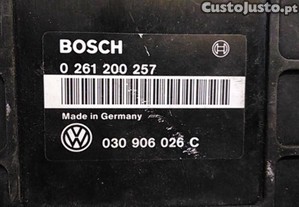 CustoJusto.pt
BOSCH
0 261 200 257
Made in Germany
030 906 026 C